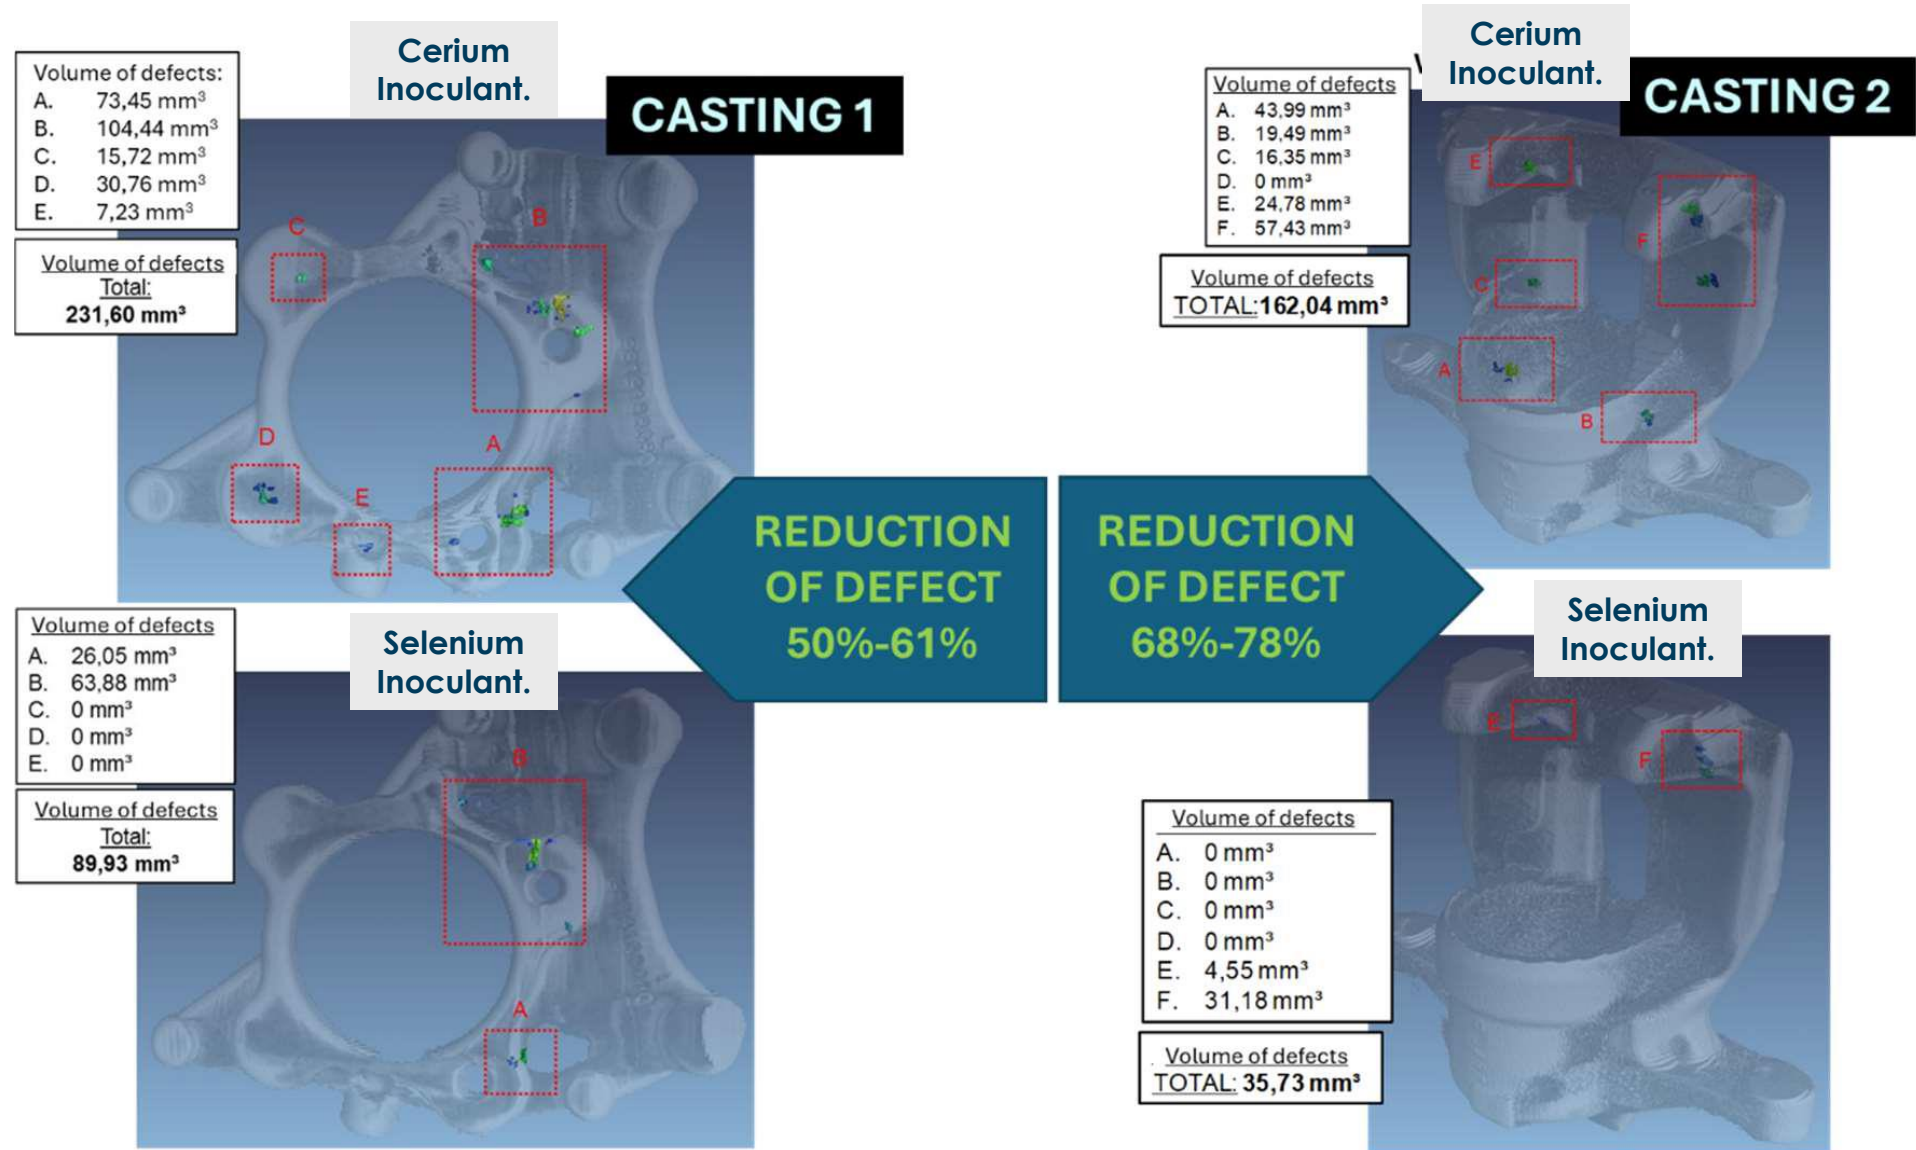 Cerium
Inoculant.
CASTING 1
Volume of defects:
A. 73,45 mm³
B. 104,44 mm³
C. 15,72 mm³
D. 30,76 mm³
E. 7,23 mm³
Volume of defects
Total:
231,60 mm³
C
B
D
E
A
Cerium
Inoculant.
CASTING 2
Volume of defects
A. 43,99 mm³
B. 19,49 mm³
C. 16,35 mm³
D. 0 mm³
E. 24,78 mm³
F. 57,43 mm³
Volume of defects
TOTAL:162,04 mm³
E
F
C
A
B
REDUCTION
OF DEFECT
50%-61%
REDUCTION
OF DEFECT
68%-78%
Selenium
Inoculant.
Volume of defects
A. 26,05 mm³
B. 63,88 mm³
C. 0 mm³
D. 0 mm³
E. 0 mm³
Volume of defects
Total:
89,93 mm³
B
A
Selenium
Inoculant.
E
F
Volume of defects
A. 0 mm³
B. 0 mm³
C. 0 mm³
D. 0 mm³
E. 4,55 mm³
F. 31,18 mm³
Volume of defects
TOTAL: 35,73 mm³